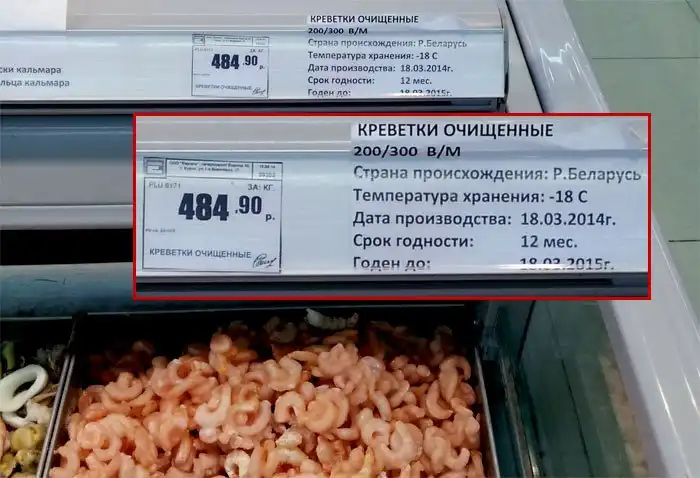 КРЕВЕТКИ ОЧИЩЕННЫЕ
200/300 В/М
Страна происхождения: Р.Беларусь
Температура хранения: -18 С
Дата производства: 18.03.2014г.
Срок годности: 12 мес.
Годен до: 18.03.2015г.
484.90
р.
КРЕВЕТКИ ОЧИЩЕННЫЕ
ски кальмара
льца кальмара
КРЕВЕТКИ ОЧИЩЕННЫЕ
200/300 В/М
Страна происхождения: Р.Беларусь
Температура хранения: -18 С
Дата производства: 18.03.2014г.
Срок годности: 12 мес.
Годен до: 18.03.2015г.
PLU 6171
ЗА: КГ.
484.90
р.
КРЕВЕТКИ ОЧИЩЕННЫЕ